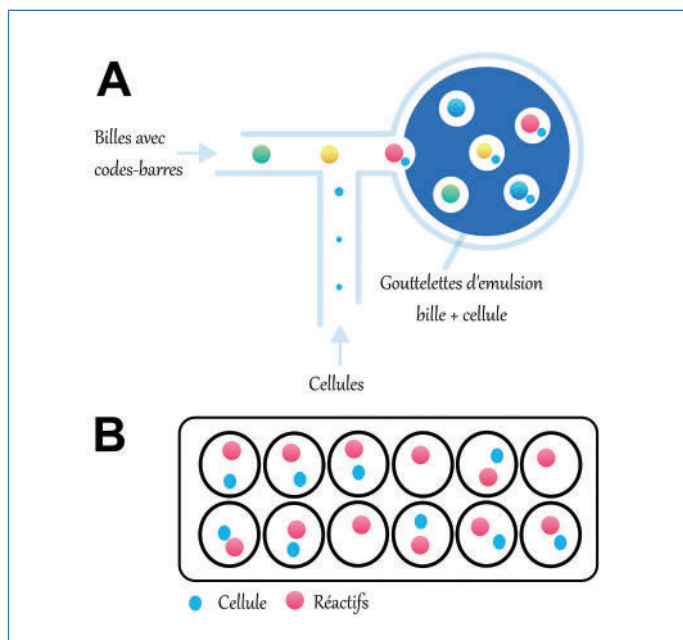 A
Billes avec
codes-barres
Gouttelettes d'emulsion
bille + cellule
Cellules
B
Cellule
Réactifs